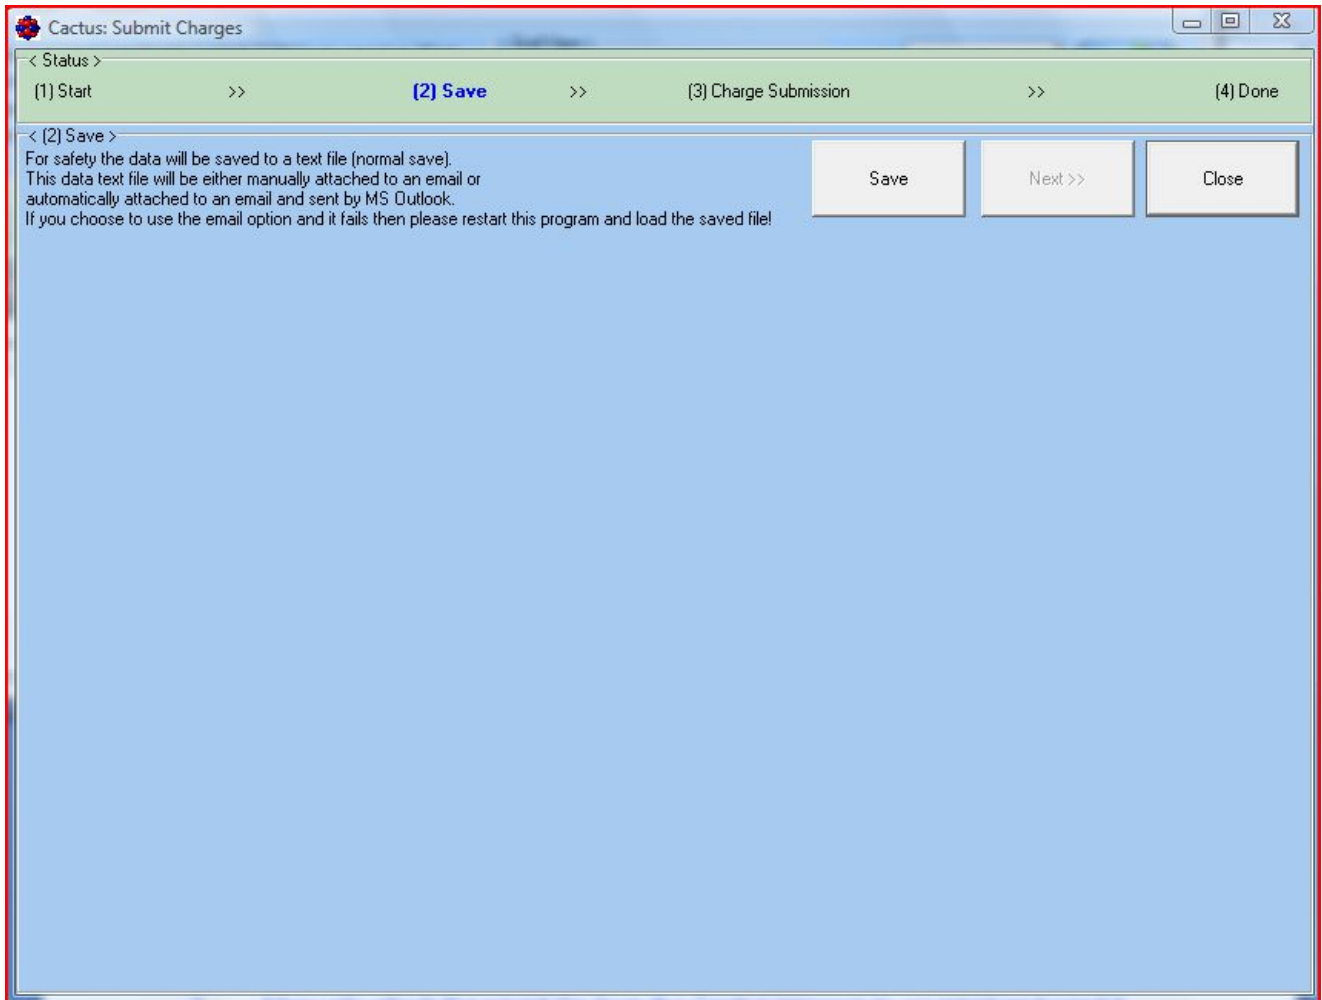 Cactus: Submit Charges
< Status >
(1) Start >> (2) Save >> (3) Charge Submission >> (4) Done
< (2) Save >
For safety the data will be saved to a text file (normal save).
This data text file will be either manually attached to an email or
automatically attached to an email and sent by MS Outlook.
If you choose to use the email option and it fails then please restart this program and load the saved file!
Save Next >> Close